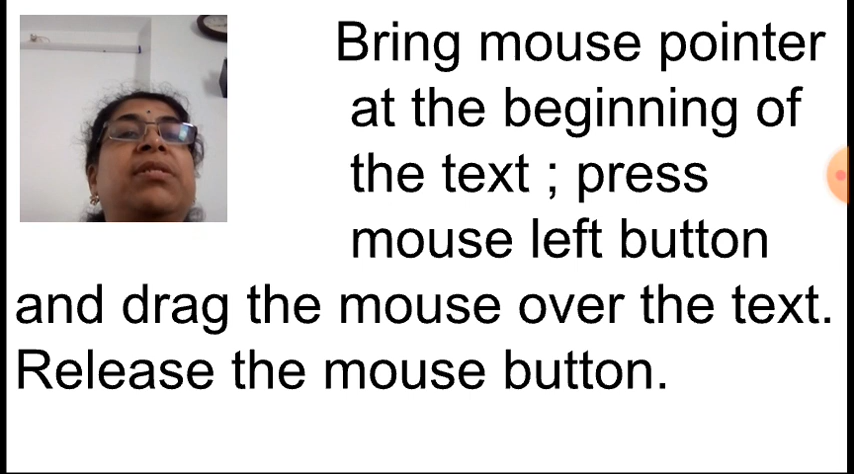 Bring mouse pointer
at the beginning of
the text ; press
mouse left button
and drag the mouse over the text.
Release the mouse button.